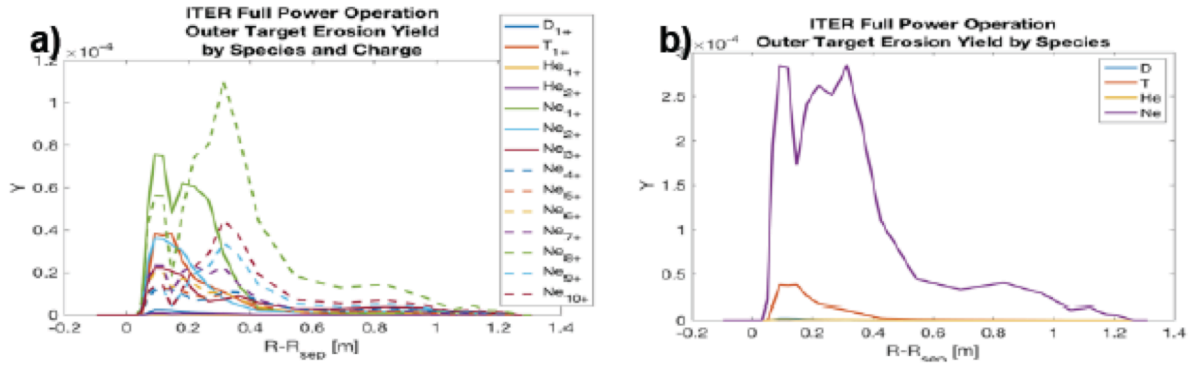 a)
ITER Full Power Operation
Outer Target Erosion Yield
by Species and Charge
×10⁻⁴
1.2
1
0.8
0.6
0.4
0.2
0
Y
-0.2 0 0.2 0.4 0.6 0.8 1 1.2 1.4
R-R_sep [m]
D_1+
T_1+
He_1+
He_2+
Ne_1+
Ne_2+
Ne_3+
Ne_4+
Ne_5+
Ne_6+
Ne_7+
Ne_8+
Ne_9+
Ne_10+
b)
ITER Full Power Operation
Outer Target Erosion Yield by Species
×10⁻⁴
2.5
2
1.5
1
0.5
0
Y
-0.2 0 0.2 0.4 0.6 0.8 1 1.2 1.4
R-R_sep [m]
D
T
He
Ne